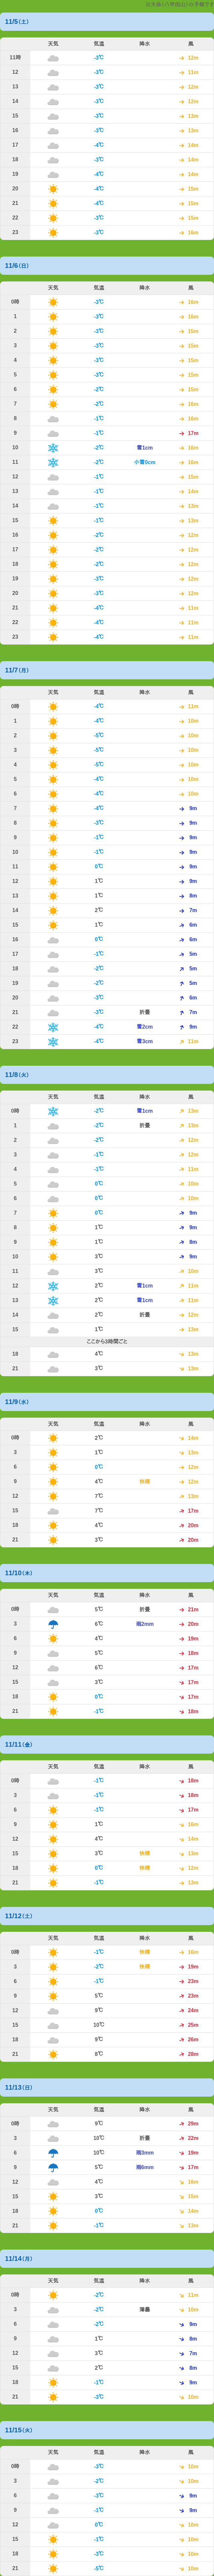 11/5(土)
天気 気温 降水 風
11時 -3℃ 12m
12 -3℃ 11m
13 -3℃ 12m
14 -3℃ 12m
15 -3℃ 13m
16 -3℃ 13m
17 -4℃ 14m
18 -3℃ 14m
19 -4℃ 14m
20 -4℃ 15m
21 -4℃ 15m
22 -3℃ 15m
23 -3℃ 16m
11/6(日)
天気 気温 降水 風
0時 -3℃ 16m
1 -3℃ 16m
2 -3℃ 15m
3 -3℃ 15m
4 -3℃ 15m
5 -3℃ 15m
6 -2℃ 15m
7 -2℃ 16m
8 -1℃ 16m
9 -1℃ 17m
10 -2℃ 雪1cm 16m
11 -2℃ 小雪0cm 16m
12 -1℃ 15m
13 -1℃ 14m
14 -1℃ 13m
15 -1℃ 13m
16 -2℃ 12m
17 -2℃ 12m
18 -2℃ 12m
19 -3℃ 12m
20 -3℃ 12m
21 -4℃ 11m
22 -4℃ 11m
23 -4℃ 11m
11/7(月)
天気 気温 降水 風
0時 -4℃ 11m
1 -4℃ 10m
2 -5℃ 10m
3 -5℃ 10m
4 -5℃ 10m
5 -4℃ 10m
6 -4℃ 10m
7 -4℃ 9m
8 -3℃ 9m
9 -1℃ 9m
10 -1℃ 9m
11 0℃ 9m
12 1℃ 9m
13 1℃ 8m
14 2℃ 7m
15 1℃ 6m
16 0℃ 6m
17 -1℃ 5m
18 -2℃ 5m
19 -2℃ 5m
20 -3℃ 6m
21 -3℃ 折曇 7m
22 -4℃ 雪2cm 9m
23 -4℃ 雪3cm 11m
11/8(火)
天気 気温 降水 風
0時 -2℃ 雪1cm 13m
1 -2℃ 折曇 13m
2 -2℃ 12m
3 -1℃ 12m
4 -1℃ 11m
5 0℃ 10m
6 0℃ 10m
7 0℃ 9m
8 1℃ 9m
9 1℃ 8m
10 3℃ 9m
11 3℃ 10m
12 2℃ 雪1cm 11m
13 2℃ 雪1cm 11m
14 2℃ 折曇 12m
15 1℃ 13m
ここから3時間ごと
18 4℃ 13m
21 3℃ 13m
11/9(水)
天気 気温 降水 風
0時 2℃ 14m
3 1℃ 13m
6 0℃ 12m
9 4℃ 快晴 12m
12 7℃ 13m
15 7℃ 17m
18 4℃ 20m
21 3℃ 20m
11/10(木)
天気 気温 降水 風
0時 5℃ 折曇 21m
3 6℃ 雨2mm 20m
6 4℃ 19m
9 5℃ 18m
12 6℃ 17m
15 3℃ 17m
18 0℃ 17m
21 -1℃ 18m
11/11(金)
天気 気温 降水 風
0時 -1℃ 18m
3 -1℃ 18m
6 -1℃ 17m
9 1℃ 16m
12 4℃ 14m
15 3℃ 快晴 13m
18 0℃ 快晴 12m
21 -1℃ 13m
11/12(土)
天気 気温 降水 風
0時 -1℃ 快晴 16m
3 -2℃ 快晴 19m
6 -1℃ 23m
9 5℃ 23m
12 9℃ 24m
15 10℃ 25m
18 9℃ 26m
21 8℃ 28m
11/13(日)
天気 気温 降水 風
0時 9℃ 29m
3 10℃ 折曇 22m
6 10℃ 雨3mm 19m
9 5℃ 雨6mm 17m
12 4℃ 16m
15 3℃ 15m
18 0℃ 14m
21 -1℃ 13m
11/14(月)
天気 気温 降水 風
0時 -2℃ 11m
3 -2℃ 薄曇 10m
6 -2℃ 9m
9 1℃ 8m
12 3℃ 7m
15 2℃ 8m
18 -1℃ 9m
21 -3℃ 10m
11/15(火)
天気 気温 降水 風
0時 -3℃ 10m
3 -2℃ 10m
6 -3℃ 9m
9 -1℃ 9m
12 0℃ 10m
15 -1℃ 10m
18 -3℃ 10m
21 -5℃ 10m